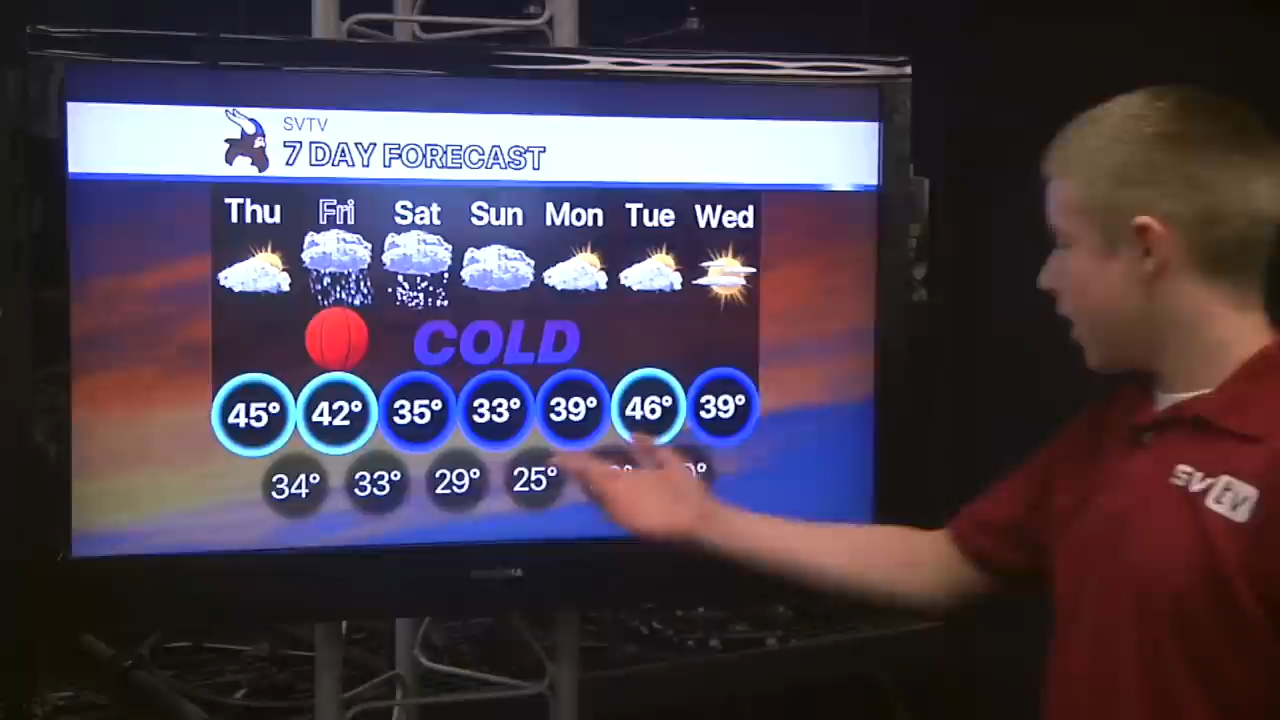 SVTV
7 DAY FORECAST
Thu Fri Sat Sun Mon Tue Wed
COLD
45° 42° 35° 33° 39° 46° 39°
34° 33° 29° 25°
SVTV